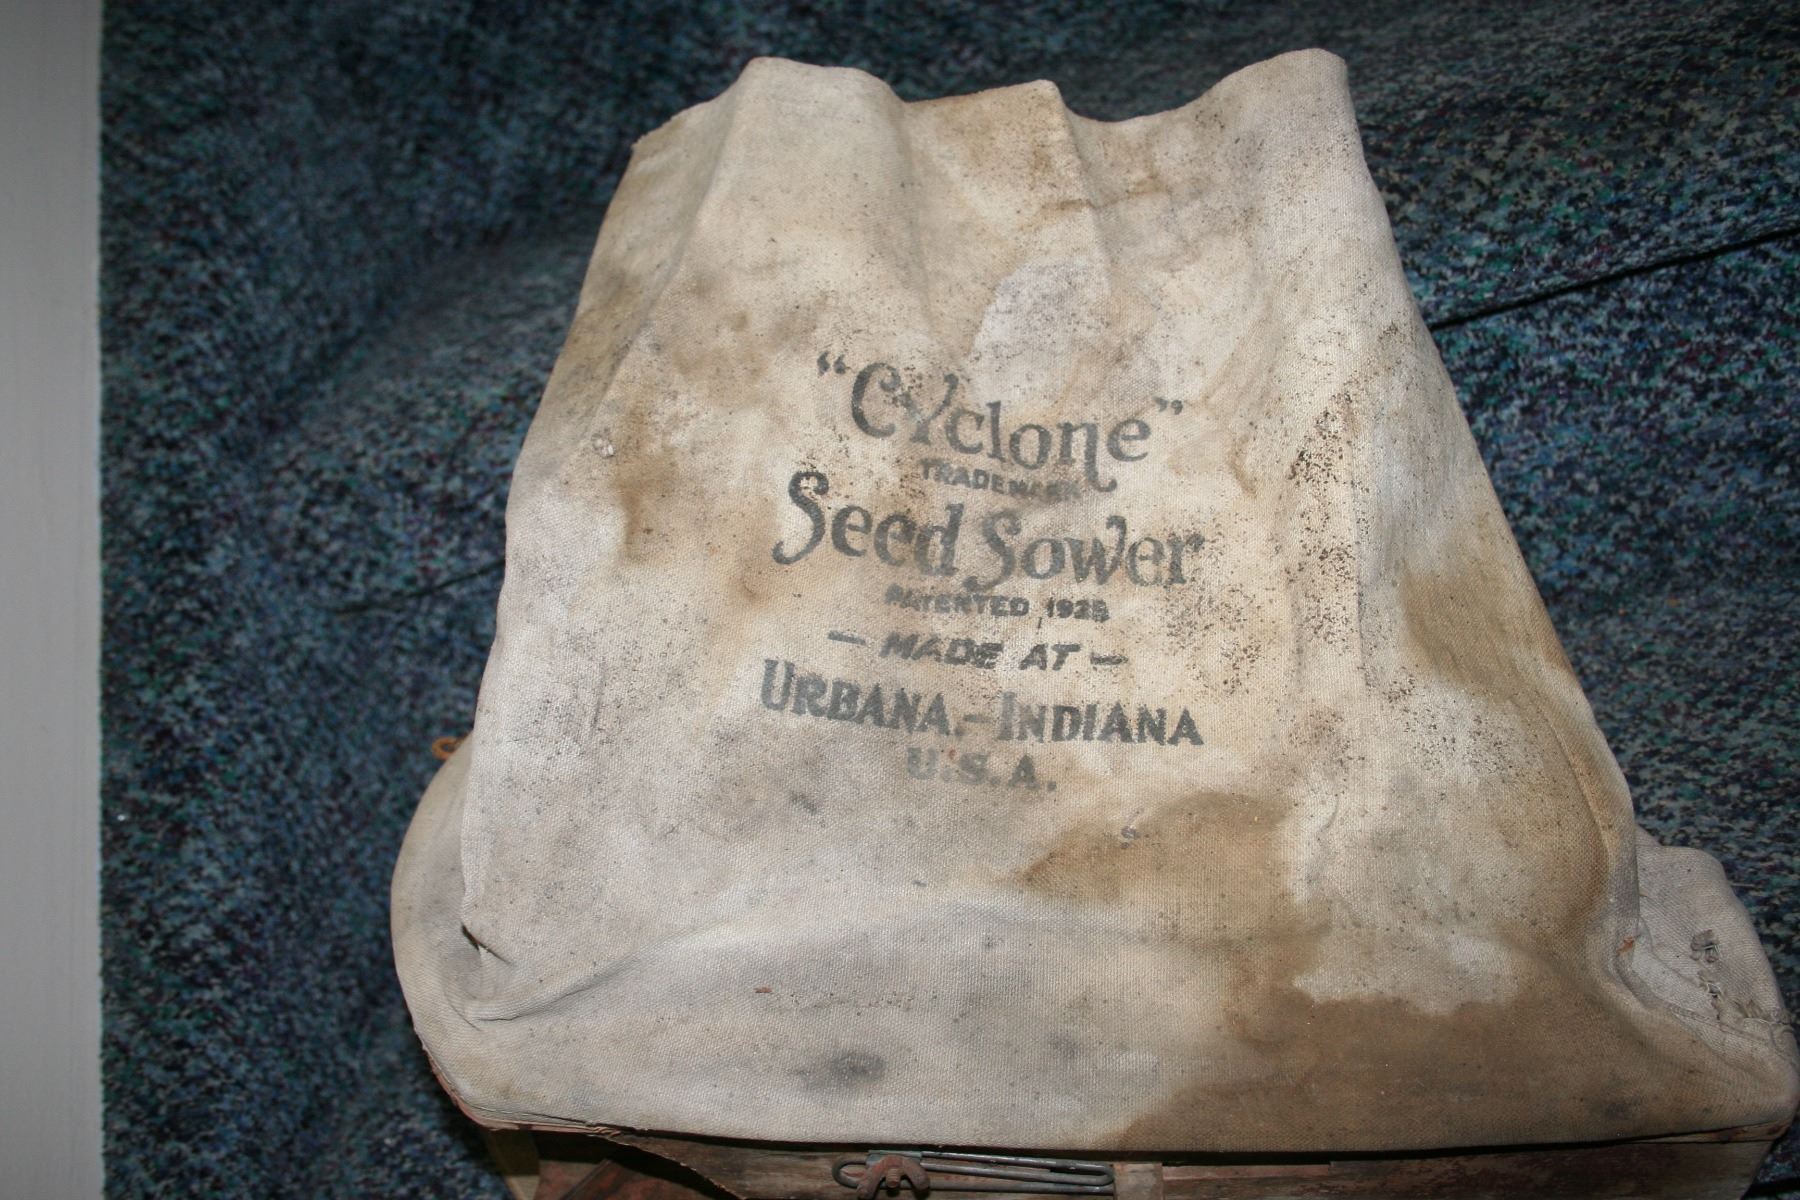 "Cyclone"
TRADEMARK
Seed Sower
PATENTED 1925
— MADE AT —
URBANA.-INDIANA
U.S.A.